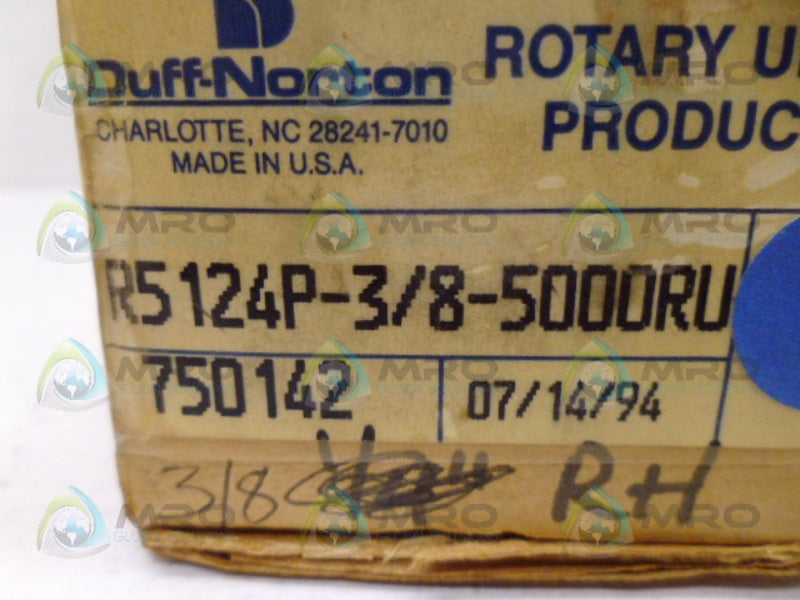 Duff-Norton
CHARLOTTE, NC 28241-7010
MADE IN U.S.A.
ROTARY U
PRODUC
R5124P-3/8-5000RU
750142
07/14/94
3/8
RH
MRO